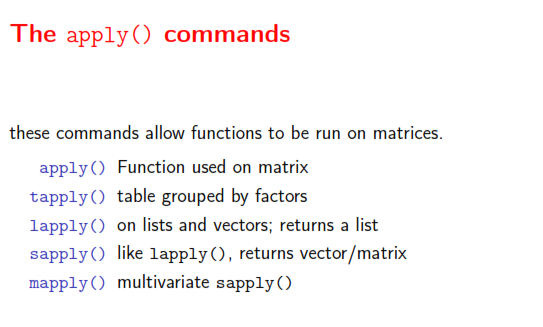 The apply() commands
these commands allow functions to be run on matrices.
apply() Function used on matrix
tapply() table grouped by factors
lapply() on lists and vectors; returns a list
sapply() like lapply(), returns vector/matrix
mapply() multivariate sapply()